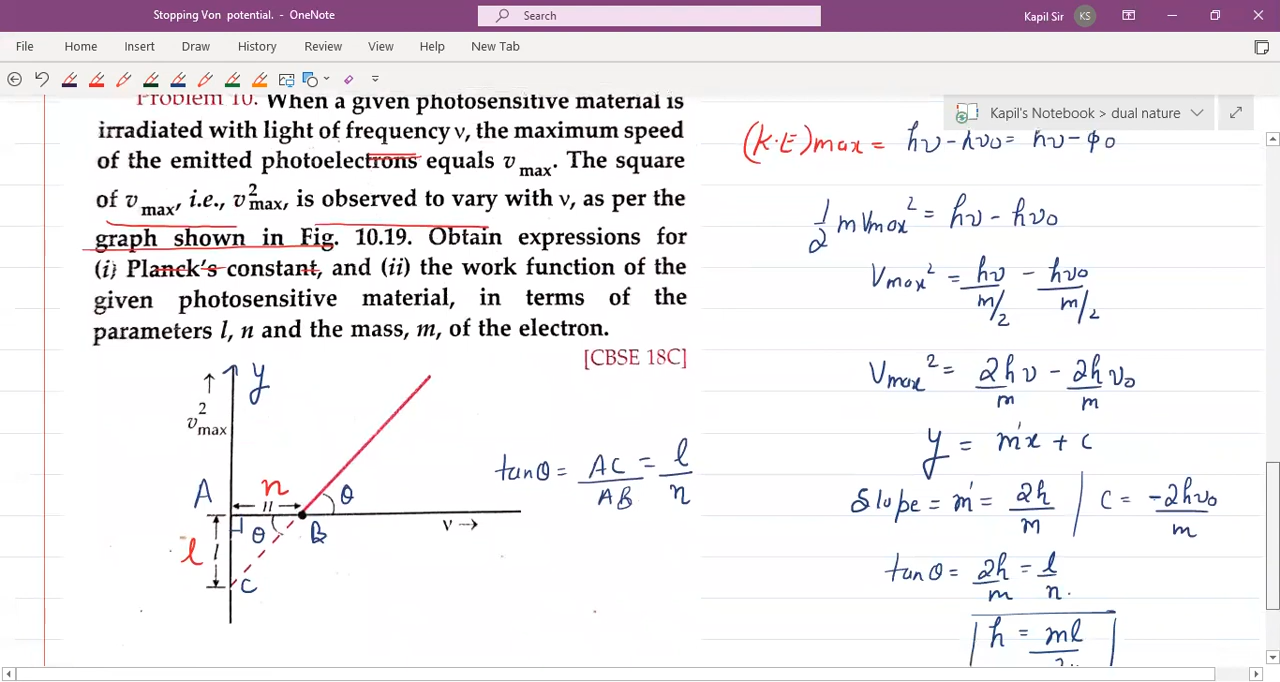 Stopping Von potential. - OneNote
Search
Kapil Sir KS
File Home Insert Draw History Review View Help New Tab
Kapil's Notebook > dual nature
Problem 10. When a given photosensitive material is
irradiated with light of frequency ν, the maximum speed
of the emitted photoelectrons equals v max. The square
of v max, i.e., v²max, is observed to vary with ν, as per the
graph shown in Fig. 10.19. Obtain expressions for
(i) Planck's constant, and (ii) the work function of the
given photosensitive material, in terms of the
parameters l, n and the mass, m, of the electron.
[CBSE 18C]
y
v²max
A
n
n
θ
ν →
θ
B
l
l
C
tanθ = AC/AB = l/n
(K.E)max = hν - hν0 = hν - φ0
1/2 m Vmax² = hν - hν0
Vmax² = hν/m/2 - hν0/m/2
Vmax² = 2hν/m - 2h/m ν0
y = m'x + c
Slope = m' = 2h/m | C = -2hν0/m
tanθ = 2h/m = l/n.
h = ml